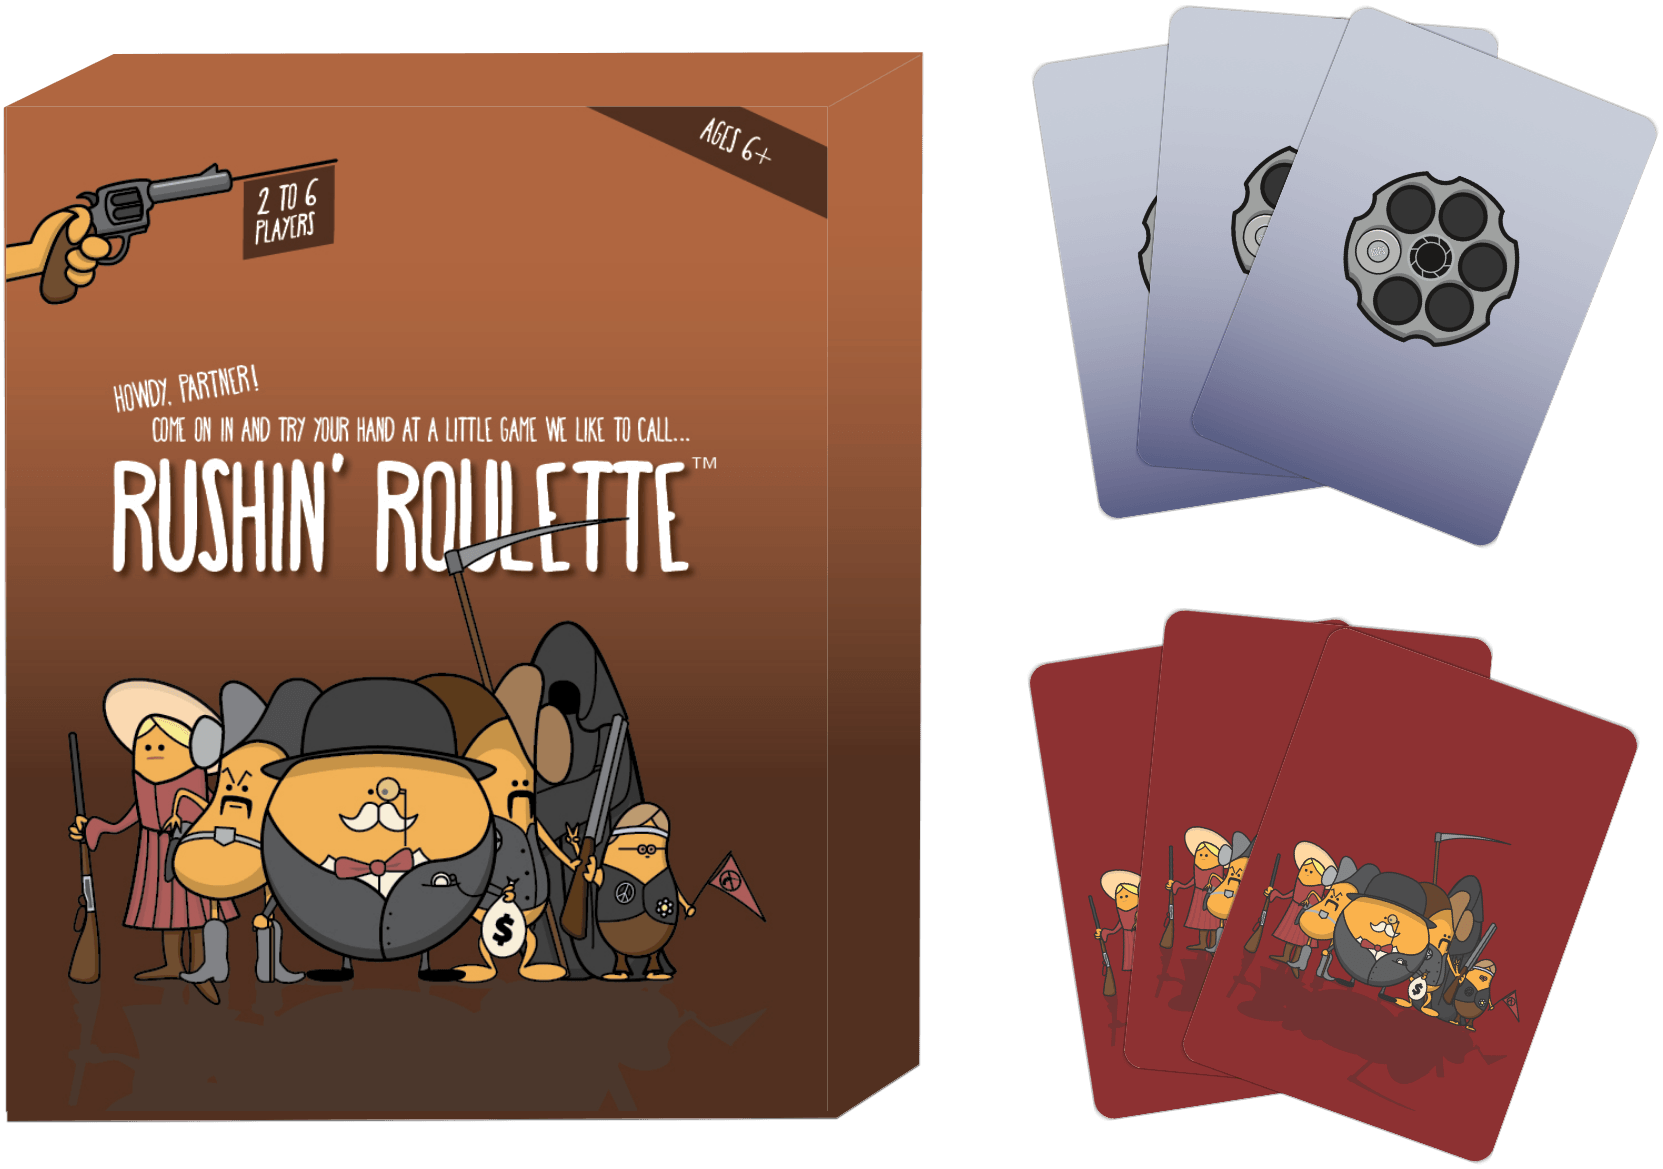 AGES 6+
2 TO 6
PLAYERS
HOWDY, PARTNER!
COME ON IN AND TRY YOUR HAND AT A LITTLE GAME WE LIKE TO CALL...
RUSHIN' ROULETTE™
$
$